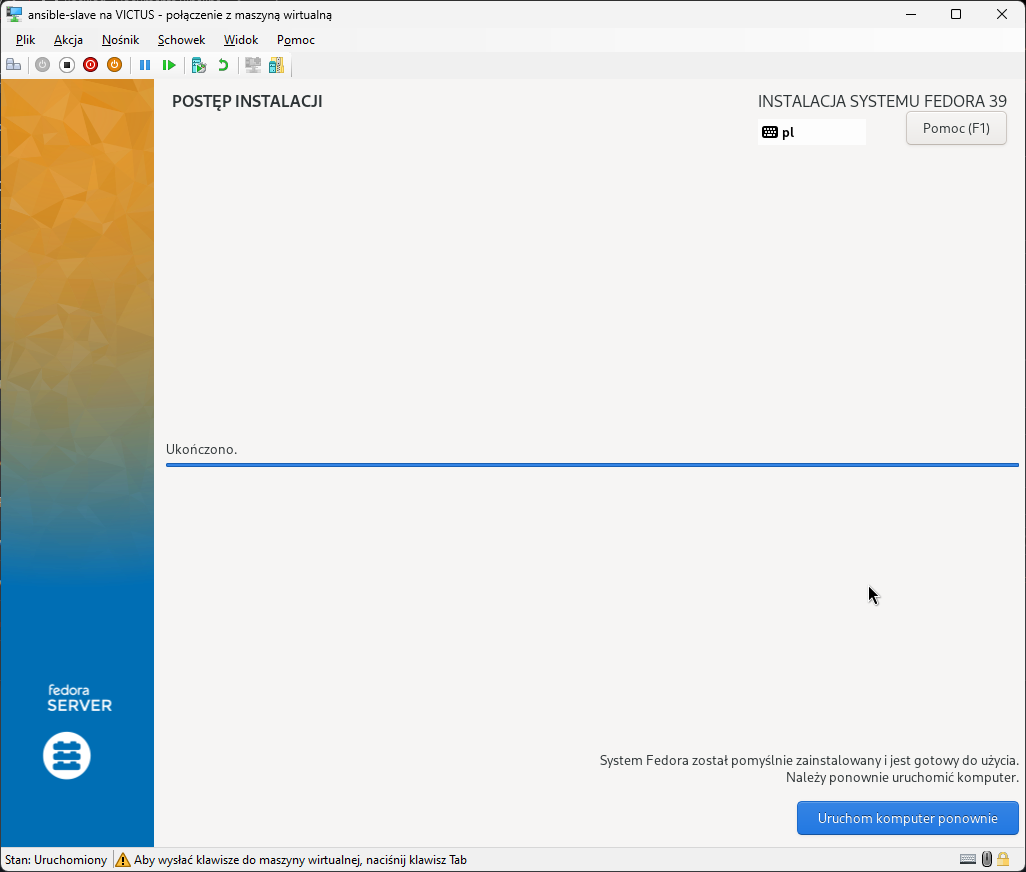 ansible-slave na VICTUS - połączenie z maszyną wirtualną
Plik Akcja Nośnik Schowek Widok Pomoc
POSTĘP INSTALACJI
INSTALACJA SYSTEMU FEDORA 39
pl
Pomoc (F1)
Ukończono.
fedora
SERVER
System Fedora został pomyślnie zainstalowany i jest gotowy do użycia.
Należy ponownie uruchomić komputer.
Uruchom komputer ponownie
Stan: Uruchomiony
Aby wysłać klawisze do maszyny wirtualnej, naciśnij klawisz Tab